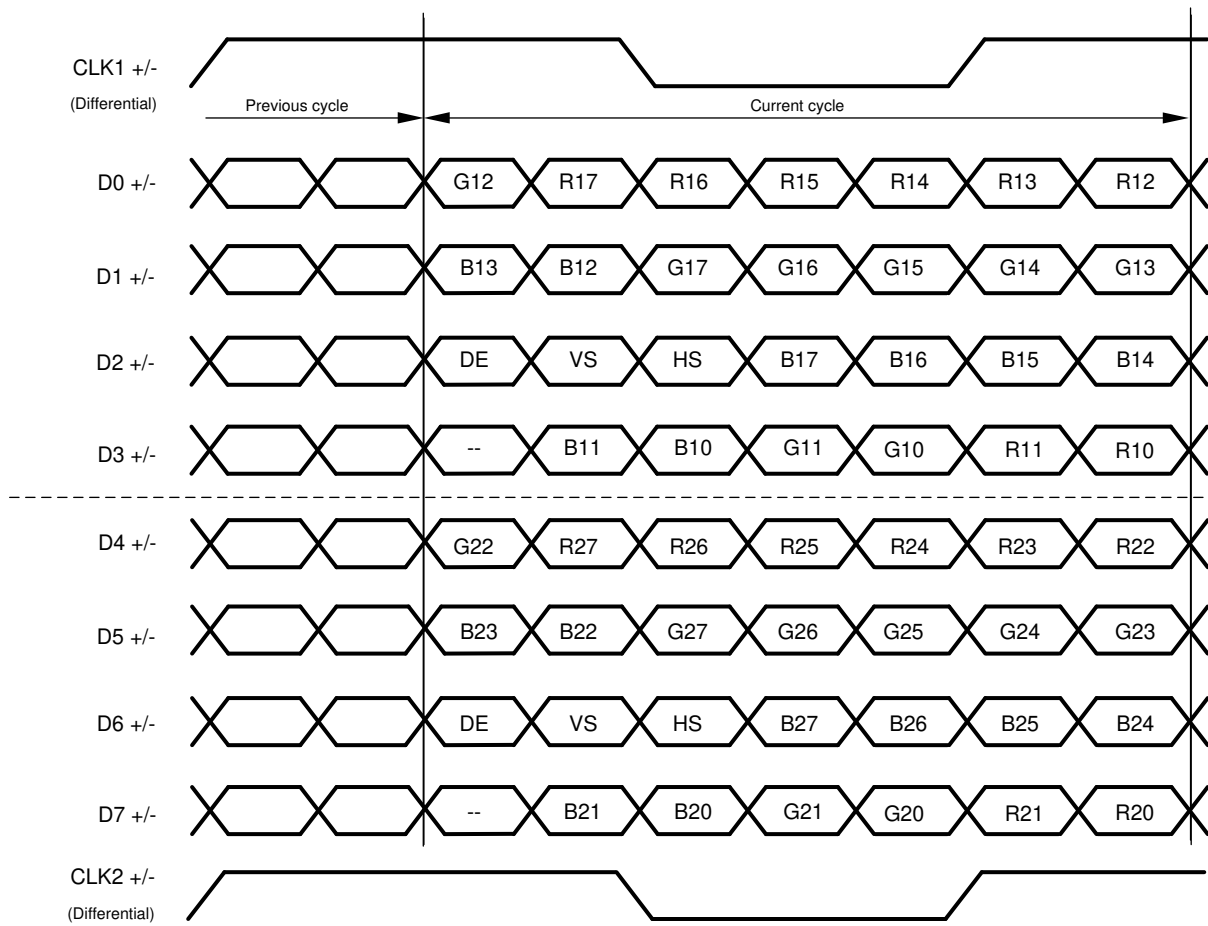 CLK1 +/-
(Differential)
Previous cycle
Current cycle
D0 +/- G12 R17 R16 R15 R14 R13 R12
D1 +/- B13 B12 G17 G16 G15 G14 G13
D2 +/- DE VS HS B17 B16 B15 B14
D3 +/- -- B11 B10 G11 G10 R11 R10
D4 +/- G22 R27 R26 R25 R24 R23 R22
D5 +/- B23 B22 G27 G26 G25 G24 G23
D6 +/- DE VS HS B27 B26 B25 B24
D7 +/- -- B21 B20 G21 G20 R21 R20
CLK2 +/-
(Differential)